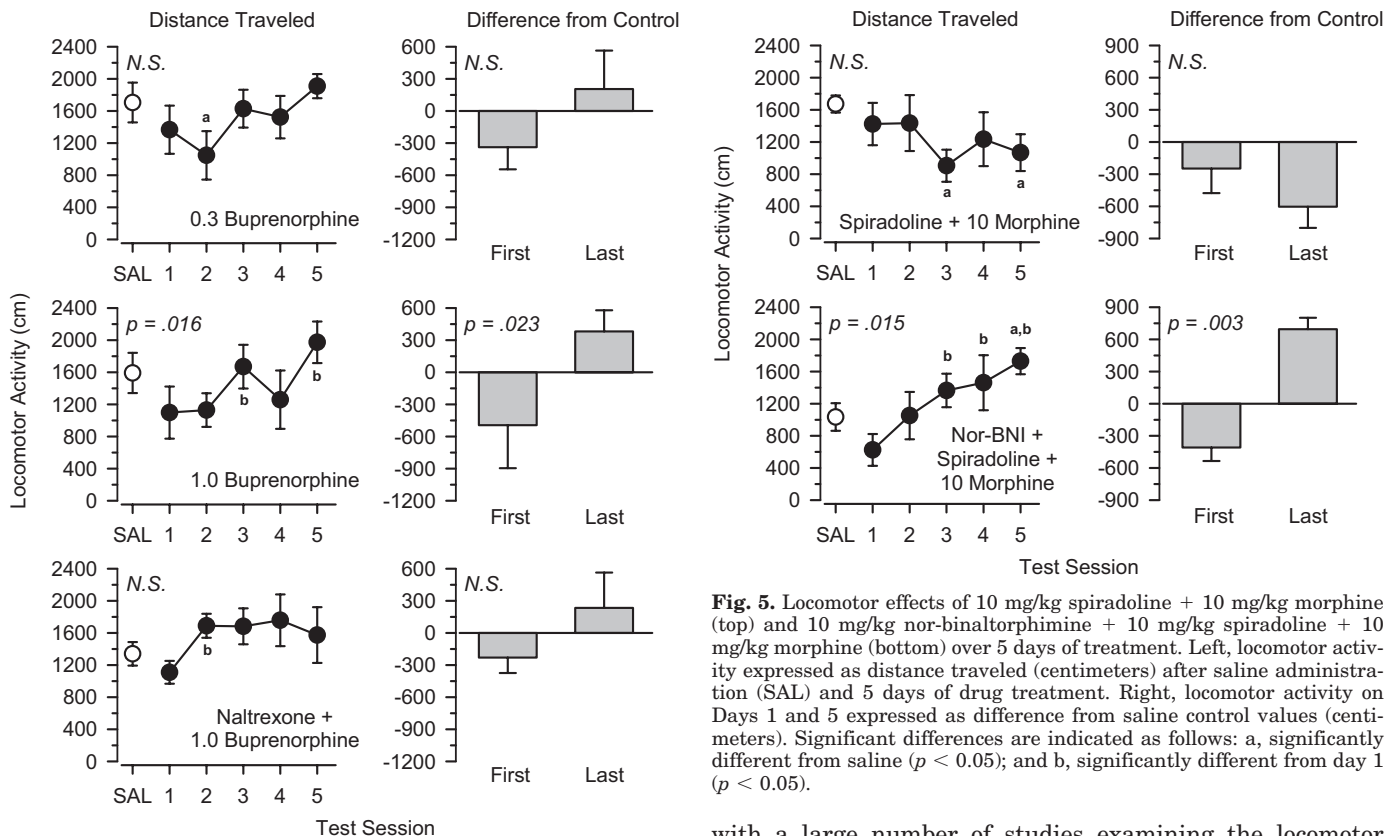 Distance Traveled
Difference from Control
2400
2000
1600
1200
800
400
0
N.S.
a
0.3 Buprenorphine
SAL 1 2 3 4 5
600
300
0
-300
-600
-900
-1200
N.S.
First Last
Locomotor Activity (cm)
2400
2000
1600
1200
800
400
0
p = .016
b
b
1.0 Buprenorphine
SAL 1 2 3 4 5
600
300
0
-300
-600
-900
-1200
p = .023
First Last
2400
2000
1600
1200
800
400
0
N.S.
b
Naltrexone +
1.0 Buprenorphine
SAL 1 2 3 4 5
600
300
0
-300
-600
-900
-1200
N.S.
First Last
Test Session
Distance Traveled
Difference from Control
2400
2000
1600
1200
800
400
0
N.S.
a
a
Spiradoline + 10 Morphine
SAL 1 2 3 4 5
900
600
300
0
-300
-600
-900
N.S.
First Last
Locomotor Activity (cm)
2400
2000
1600
1200
800
400
0
p = .015
b
b
a,b
Nor-BNI +
Spiradoline +
10 Morphine
SAL 1 2 3 4 5
900
600
300
0
-300
-600
-900
p = .003
First Last
Test Session
Fig. 5. Locomotor effects of 10 mg/kg spiradoline + 10 mg/kg morphine
(top) and 10 mg/kg nor-binaltorphimine + 10 mg/kg spiradoline + 10
mg/kg morphine (bottom) over 5 days of treatment. Left, locomotor activ-
ity expressed as distance traveled (centimeters) after saline administra-
tion (SAL) and 5 days of drug treatment. Right, locomotor activity on
Days 1 and 5 expressed as difference from saline control values (centi-
meters). Significant differences are indicated as follows: a, significantly
different from saline (p < 0.05); and b, significantly different from day 1
(p < 0.05).
with a large number of studies examining the locomotor